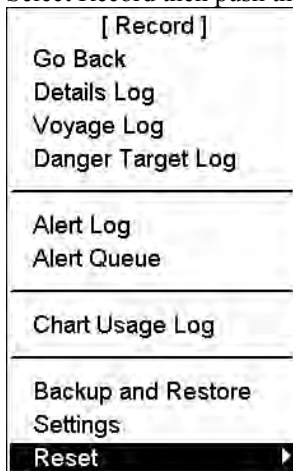 Select Record then push th
[ Record ]
Go Back
Details Log
Voyage Log
Danger Target Log
Alert Log
Alert Queue
Chart Usage Log
Backup and Restore
Settings
Reset